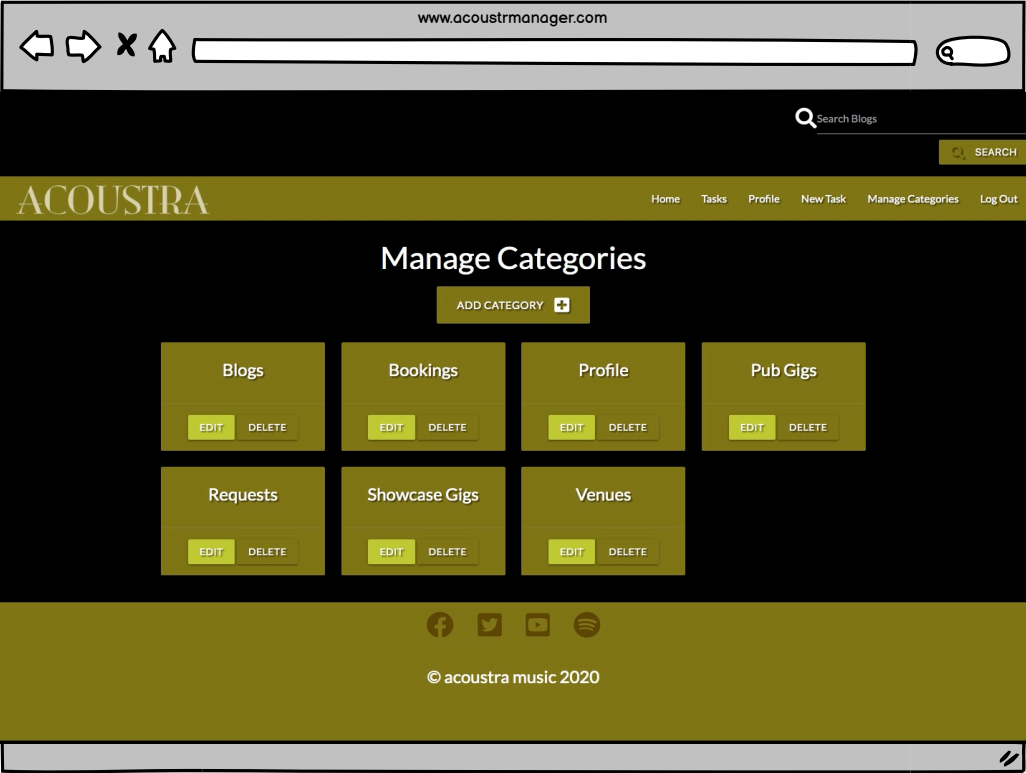 www.acoustrmanager.com
Search Blogs
SEARCH
ACOUSTRA
Home Tasks Profile New Task Manage Categories Log Out
Manage Categories
ADD CATEGORY
Blogs Bookings Profile Pub Gigs
EDIT DELETE EDIT DELETE EDIT DELETE EDIT DELETE
Requests Showcase Gigs Venues
EDIT DELETE EDIT DELETE EDIT DELETE
© acoustra music 2020